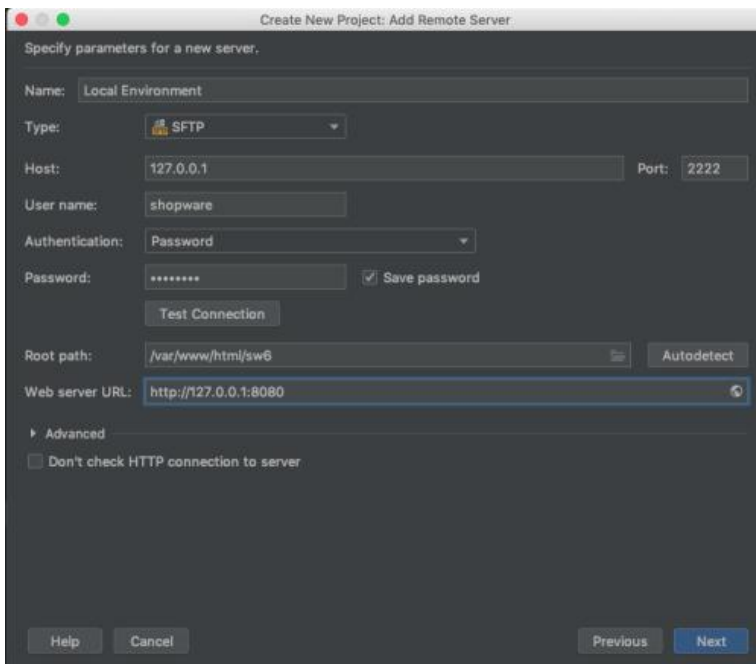 Create New Project: Add Remote Server
Specify parameters for a new server.
Name: Local Environment
Type: SFTP
Host: 127.0.0.1 Port: 2222
User name: shopware
Authentication: Password
Password: •••••••• Save password
Test Connection
Root path: /var/www/html/sw6 Autodetect
Web server URL: http://127.0.0.1:8080
Advanced
Don't check HTTP connection to server
Help Cancel Previous Next